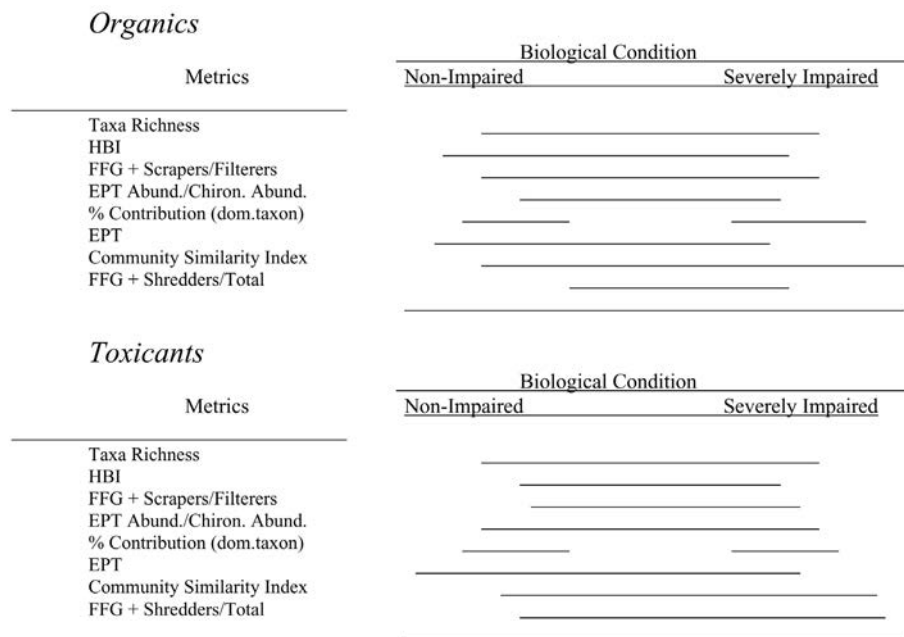 Organics
Biological Condition
Metrics Non-Impaired Severely Impaired
Taxa Richness
HBI
FFG + Scrapers/Filterers
EPT Abund./Chiron. Abund.
% Contribution (dom.taxon)
EPT
Community Similarity Index
FFG + Shredders/Total
Toxicants
Biological Condition
Metrics Non-Impaired Severely Impaired
Taxa Richness
HBI
FFG + Scrapers/Filterers
EPT Abund./Chiron. Abund.
% Contribution (dom.taxon)
EPT
Community Similarity Index
FFG + Shredders/Total